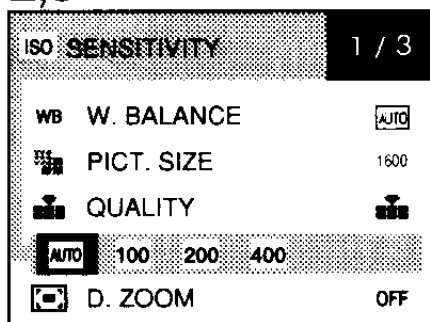 ISO SENSITIVITY 1 / 3
WB W. BALANCE AUTO
PICT. SIZE 1600
QUALITY
AUTO 100 200 400
D. ZOOM OFF